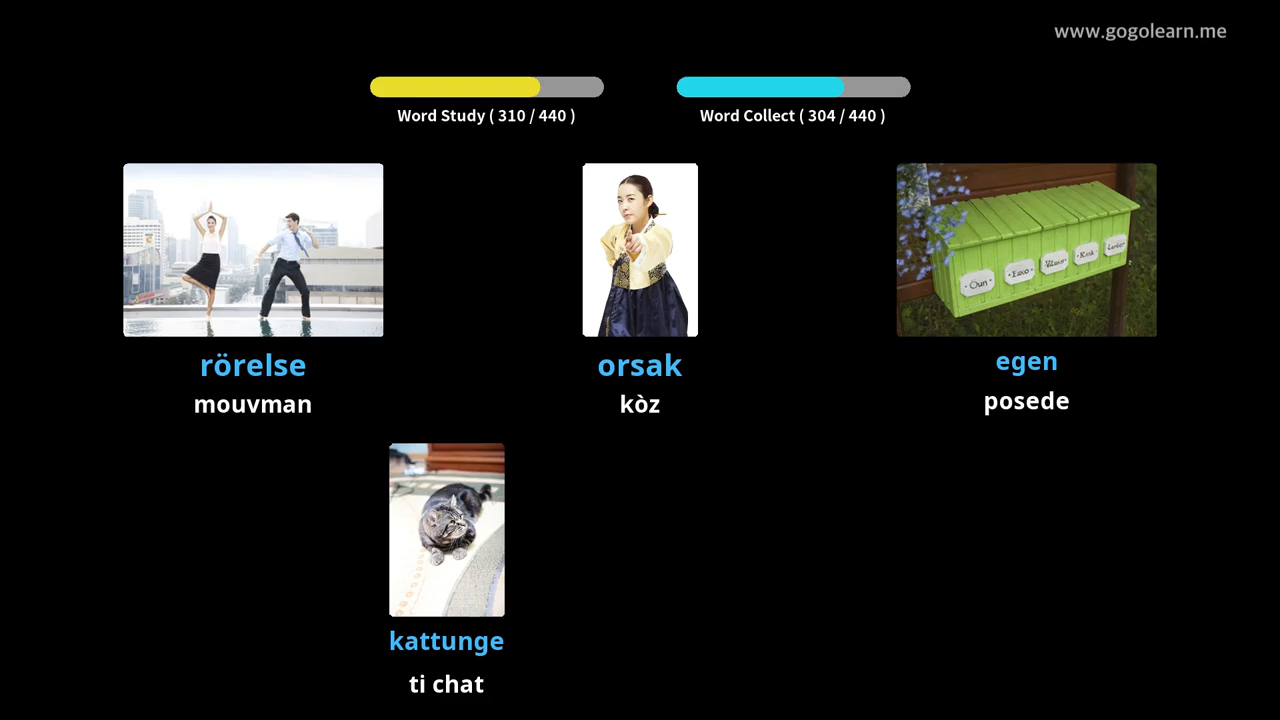 www.gogolearn.me
Word Study ( 310 / 440 )
Word Collect ( 304 / 440 )
rörelse
mouvman
orsak
kòz
egen
posede
kattunge
ti chat